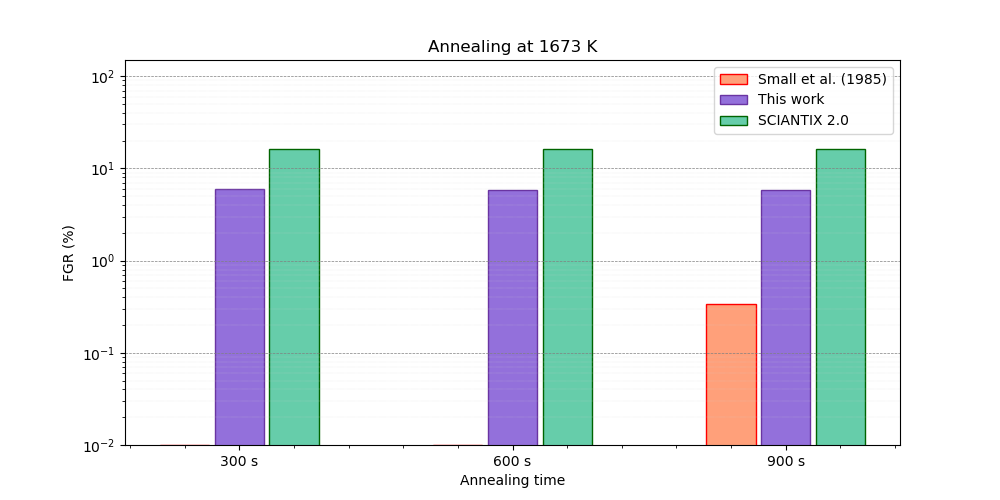 Annealing at 1673 K
Small et al. (1985)
This work
SCIANTIX 2.0
FGR (%)
10²
10¹
10⁰
10⁻¹
10⁻²
300 s
600 s
900 s
Annealing time